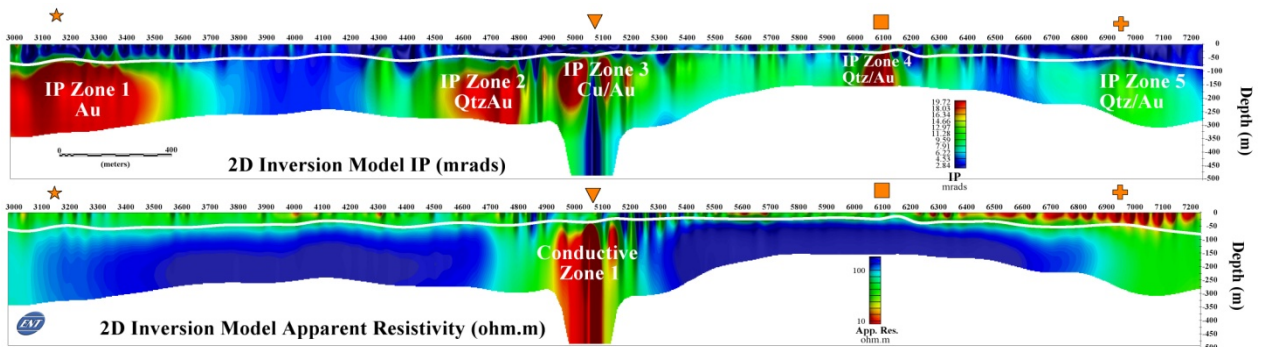 3000 3100 3200 3300 3400 3500 3600 3700 3800 3900 4000 4100 4200 4300 4400 4500 4600 4700 4800 4900 5000 5100 5200 5300 5400 5500 5600 5700 5800 5900 6000 6100 6200 6300 6400 6500 6600 6700 6800 6900 7000 7100 7200
IP Zone 1
Au
IP Zone 2
QtzAu
IP Zone 3
Cu/Au
IP Zone 4
Qtz/Au
IP Zone 5
Qtz/Au
0
-50
-100
-150
-200
-250
-300
-350
-400
-450
-500
Depth (m)
0 400
(meters)
2D Inversion Model IP (mrads)
19.72
18.03
16.34
14.66
12.97
11.28
9.59
7.91
6.22
4.53
2.84
IP
mrads
3000 3100 3200 3300 3400 3500 3600 3700 3800 3900 4000 4100 4200 4300 4400 4500 4600 4700 4800 4900 5000 5100 5200 5300 5400 5500 5600 5700 5800 5900 6000 6100 6200 6300 6400 6500 6600 6700 6800 6900 7000 7100 7200
Conductive
Zone 1
0
-50
-100
-150
-200
-250
-300
-350
-400
-450
-500
Depth (m)
ENT
2D Inversion Model Apparent Resistivity (ohm.m)
100
10
App. Res.
ohm.m